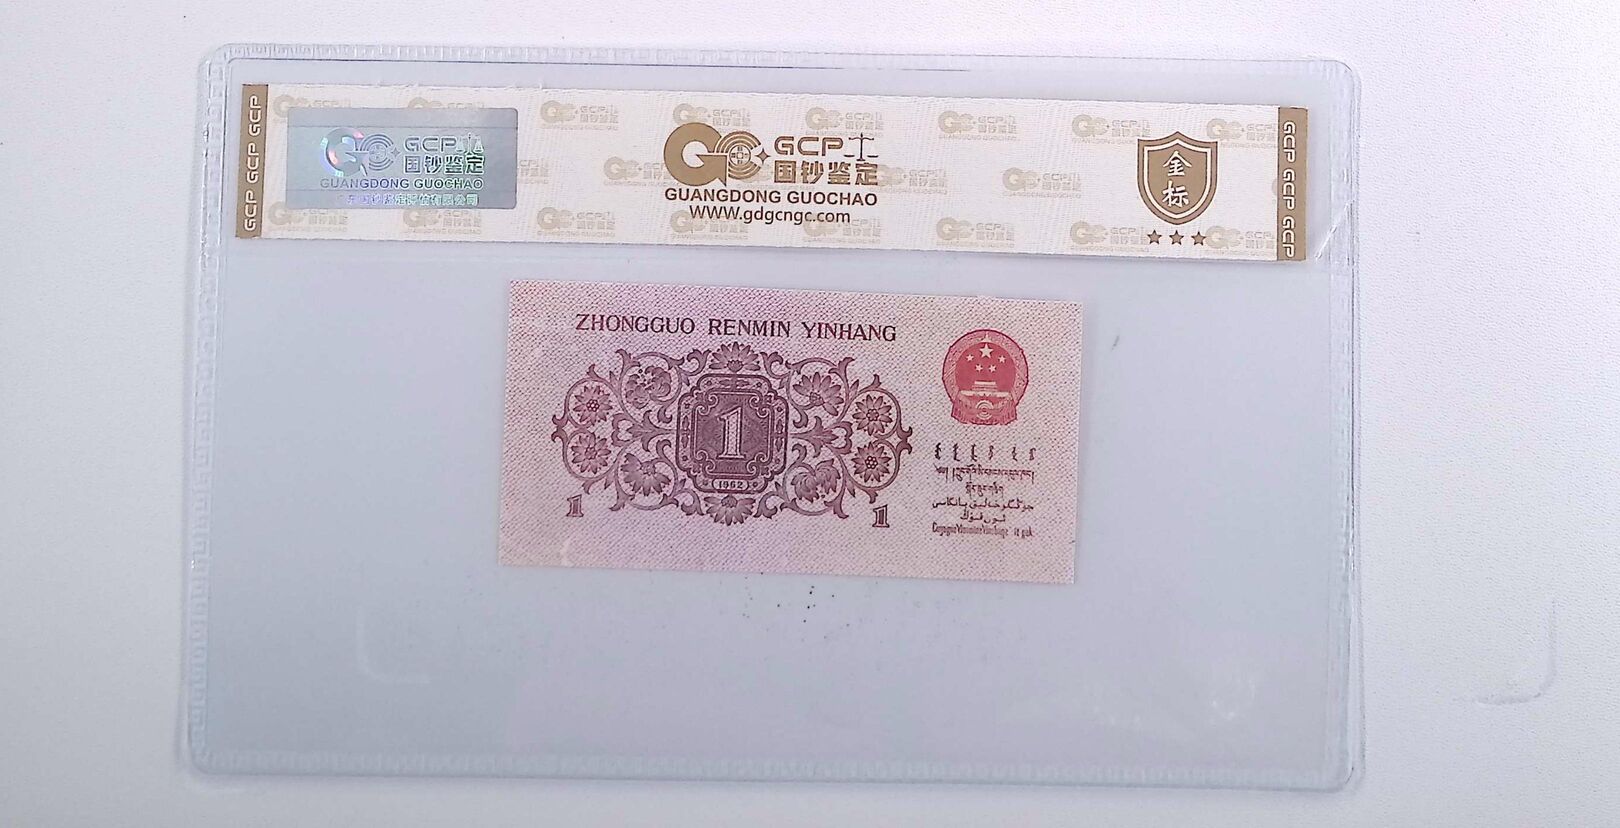 GCP GCP GCP
GCP
国钞鉴定
GUANGDONG GUOCHAO
GCP
国钞鉴定
GUANGDONG GUOCHAO
WWW.gdgcngc.com
金标
GCP GCP GCP
ZHONGGUO RENMIN YINHANG
1
(1962)
1
1